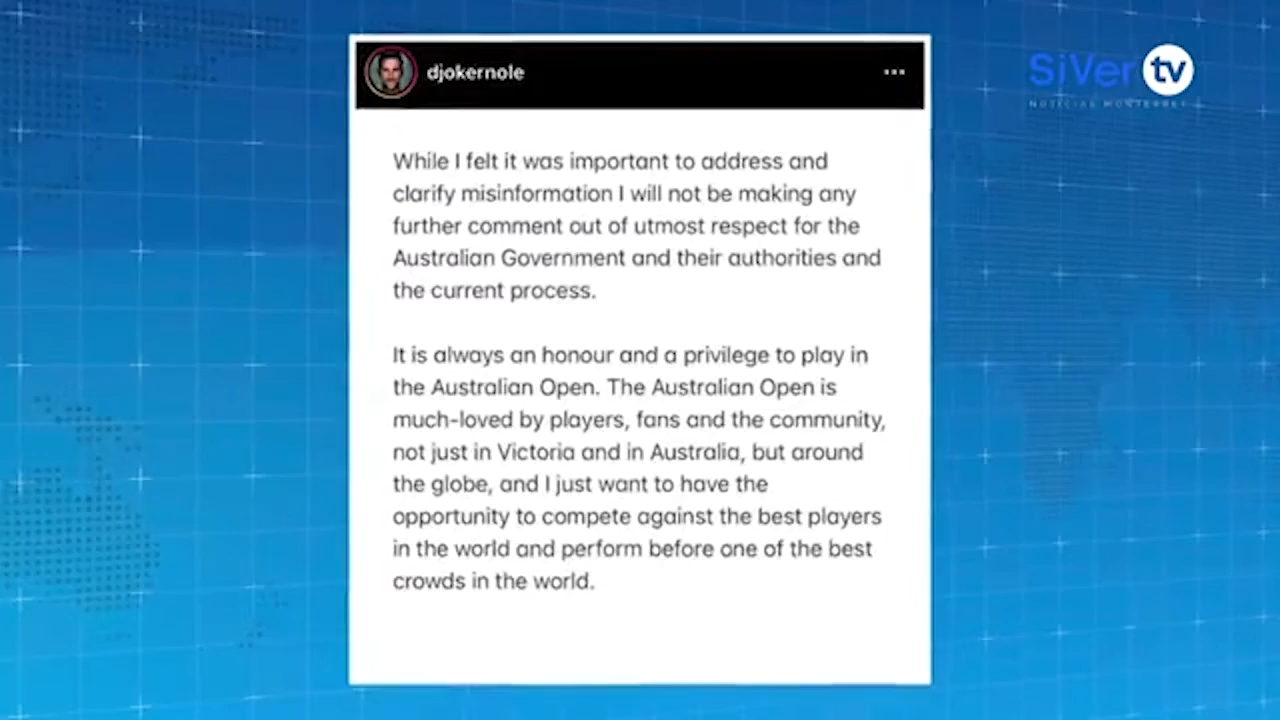 djokernole
SiVer tv
NOTICIAS MONTERREY
While I felt it was important to address and
clarify misinformation I will not be making any
further comment out of utmost respect for the
Australian Government and their authorities and
the current process.
It is always an honour and a privilege to play in
the Australian Open. The Australian Open is
much-loved by players, fans and the community,
not just in Victoria and in Australia, but around
the globe, and I just want to have the
opportunity to compete against the best players
in the world and perform before one of the best
crowds in the world.